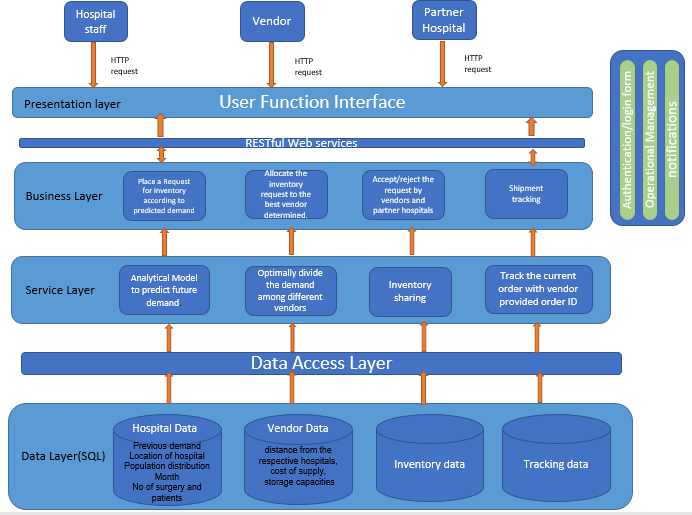 Hospital
staff
Vendor
Partner
Hospital
HTTP
request
HTTP
request
HTTP
request
Presentation layer
User Function Interface
RESTful Web services
Business Layer
Place a Request
for inventory
according to
predicted demand
Allocate the
inventory
request to the
best vendor
determined.
Accept/reject the
request by
vendors and
partner hospitals
Shipment
tracking
Service Layer
Analytical Model
to predict future
demand
Optimally divide
the demand
among different
vendors
Inventory
sharing
Track the current
order with vendor
provided order ID
Data Access Layer
Data Layer(SQL)
Hospital Data
Previous demand
Location of hospital
Population distribution
Month
No of surgery and
patients
Vendor Data
distance from the
respective hospitals,
cost of supply,
storage capacities
Inventory data
Tracking data
Authentication/login form
Operational Management
notifications